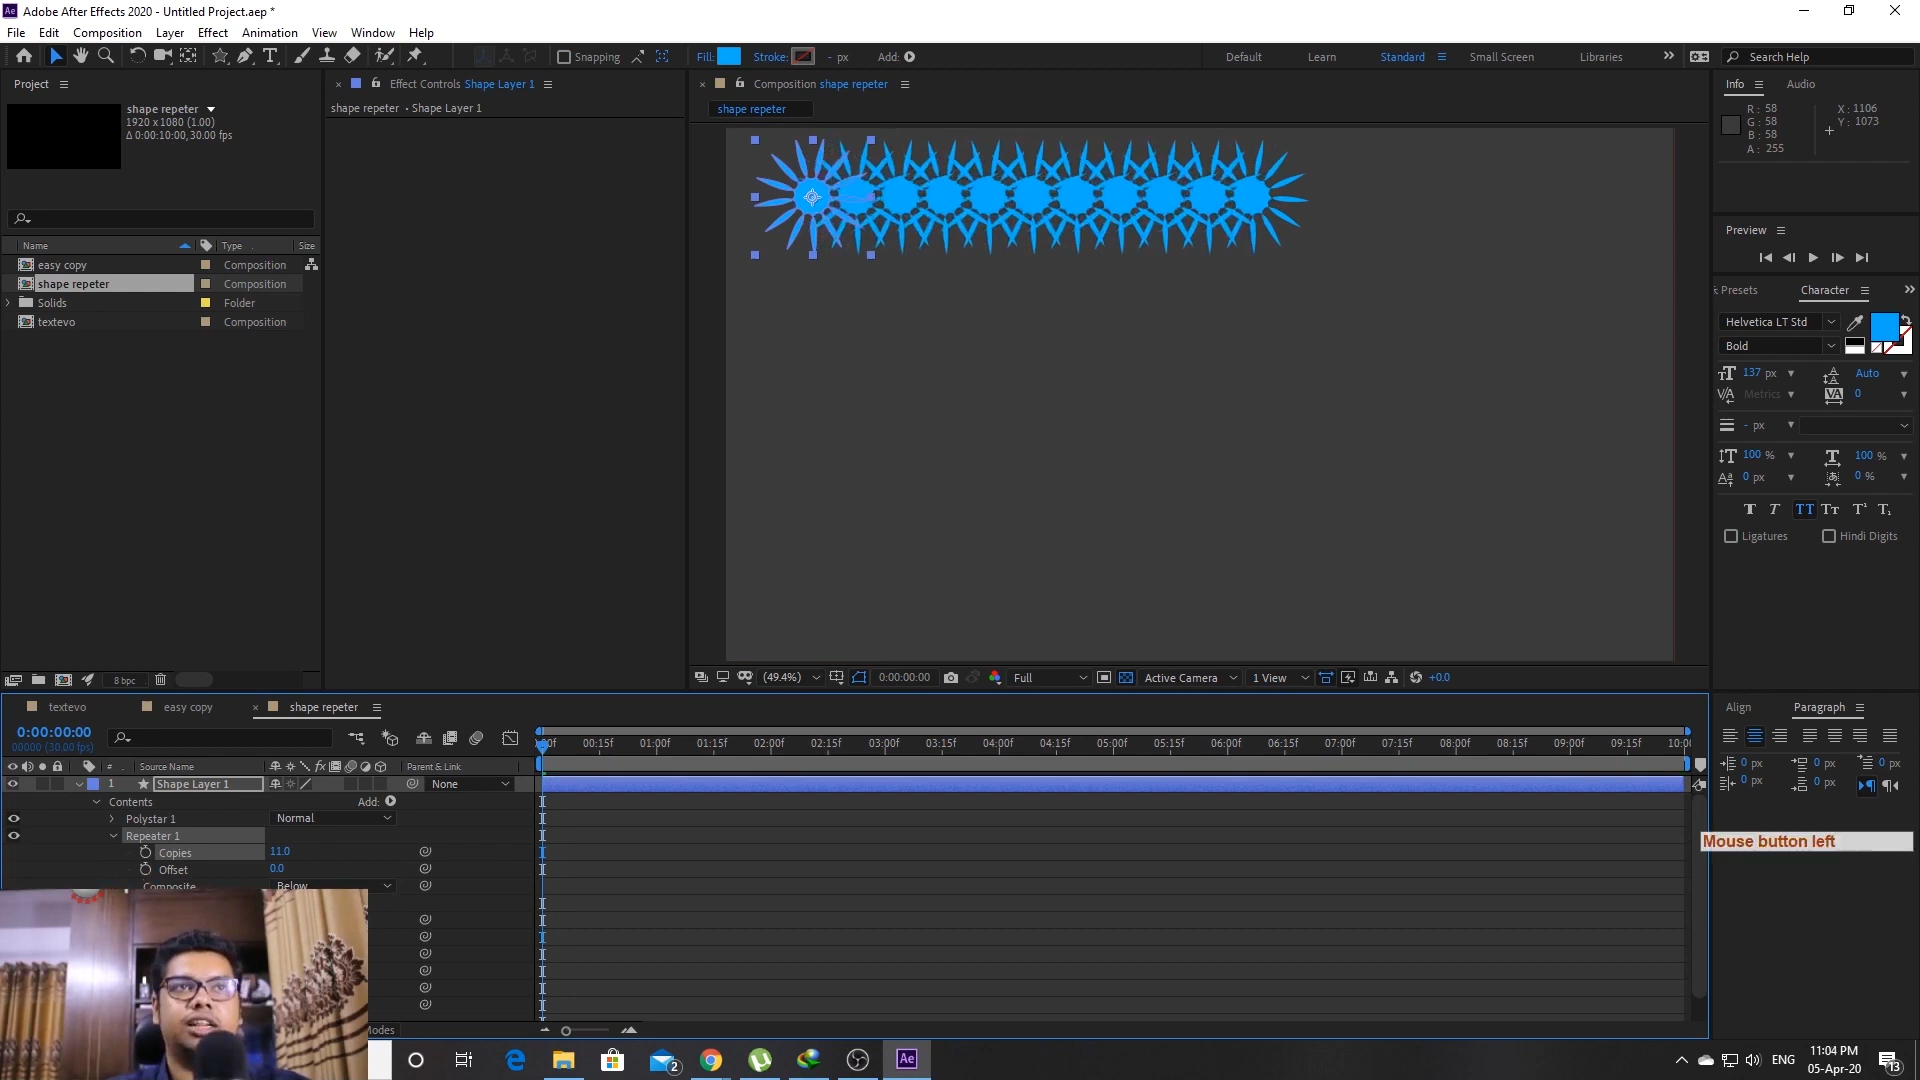 Ae Adobe After Effects 2020 - Untitled Project.aep *
File Edit Composition Layer Effect Animation View Window Help
Snapping Fill: Stroke: - px Add: Default Learn Standard Small Screen Libraries Search Help
Project
shape repeter
1920 x 1080 (1.00)
Δ 0:00:10:00, 30.00 fps
Name Type Size
easy copy Composition
shape repeter Composition
Solids Folder
textevo Composition
8 bpc
Effect Controls Shape Layer 1
shape repeter • Shape Layer 1
Composition shape repeter
shape repeter
(49.4%) 0:00:00:00 Full Active Camera 1 View +0.0
Info Audio
R : 58
G : 58
B : 58
A : 255
X : 1106
Y : 1073
Preview
Presets Character
Helvetica LT Std
Bold
137 px Auto
Metrics 0
- px
100 % 100 %
0 px 0 %
Ligatures Hindi Digits
Align Paragraph
0 px 0 px 0 px
0 px 0 px
Mouse button left
textevo easy copy shape repeter
0:00:00:00
00000 (30.00 fps)
00:15f 01:00f 01:15f 02:00f 02:15f 03:00f 03:15f 04:00f 04:15f 05:00f 05:15f 06:00f 06:15f 07:00f 07:15f 08:00f 08:15f 09:00f 09:15f
# Source Name fx Parent & Link
1 Shape Layer 1 None
Contents Add:
Polystar 1 Normal
Repeater 1
Copies 11.0
Offset 0.0
Composite Below
Modes
2 Ae ENG
11:04 PM
05-Apr-20
13